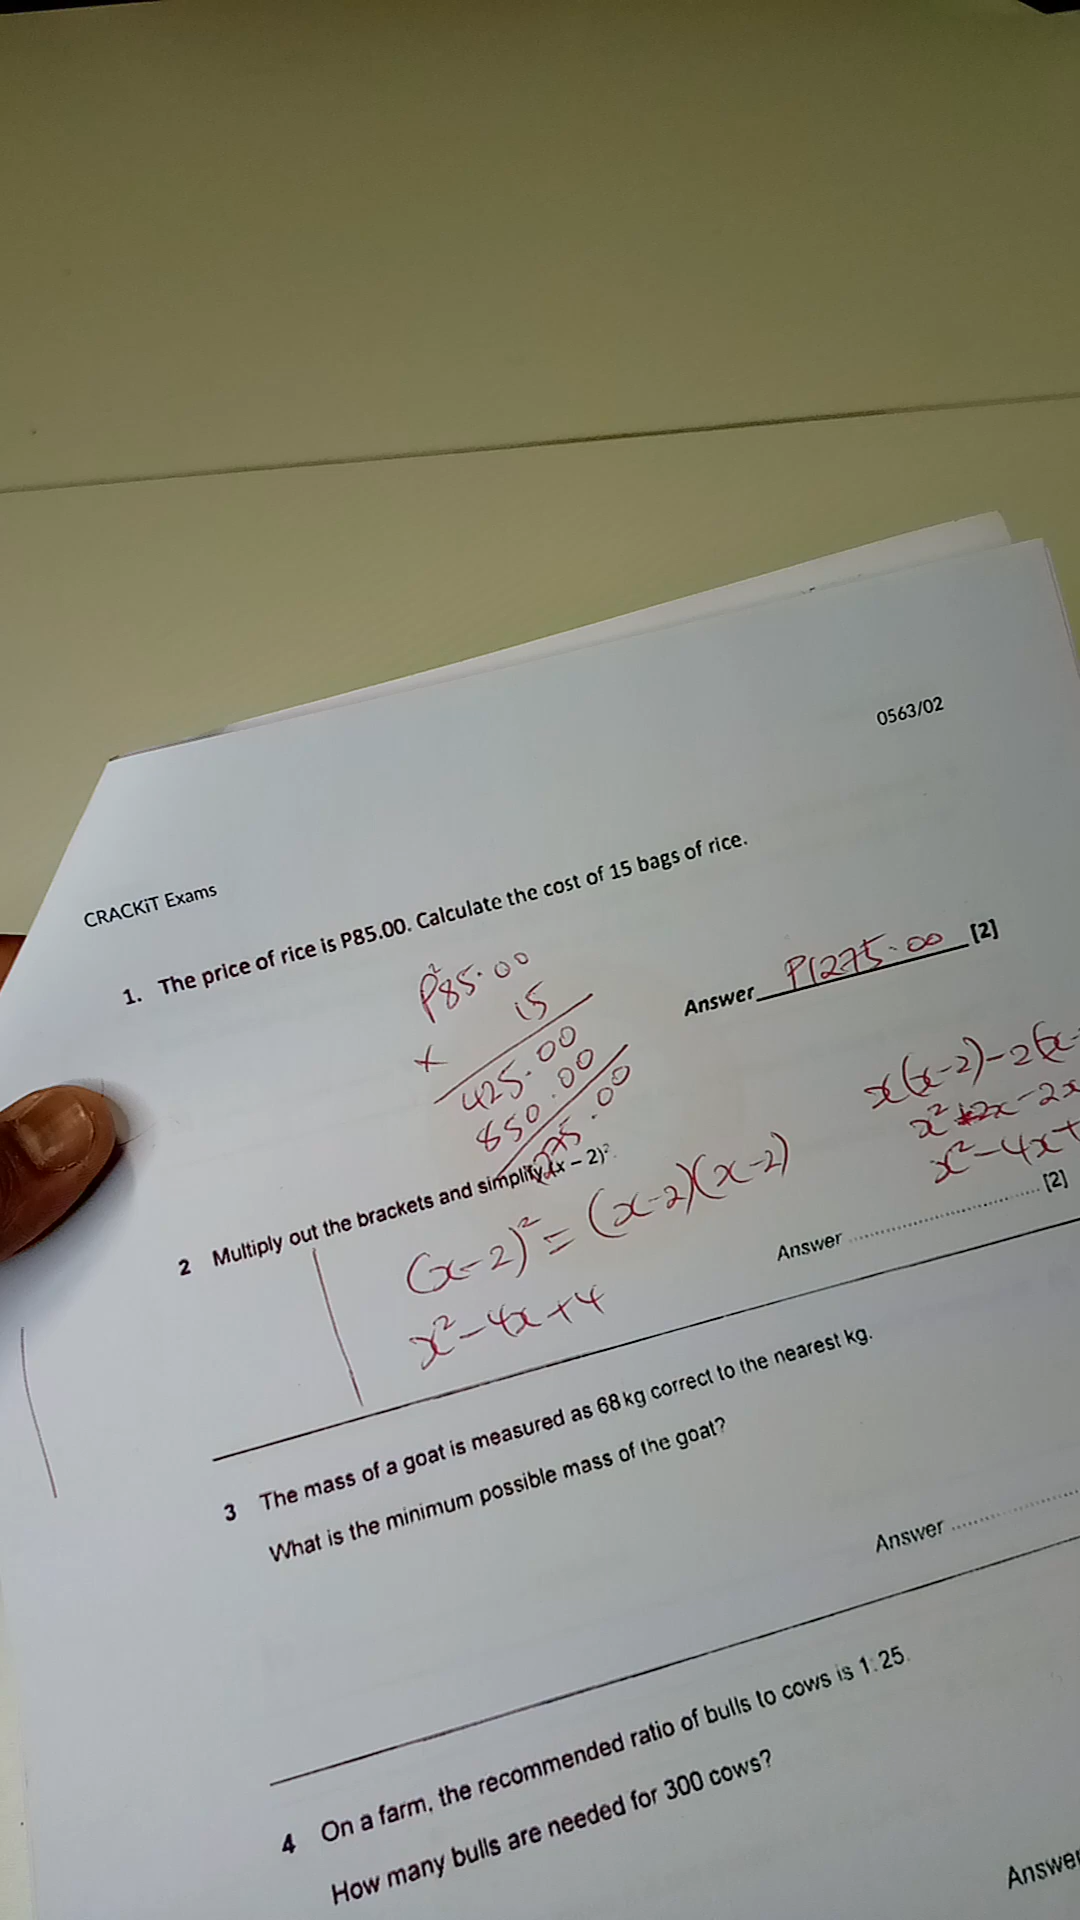 0563/02
CRACKiT Exams
1. The price of rice is P85.00. Calculate the cost of 15 bags of rice.
P85.00
2
x 15
425.00
850.00
75.00
Answer P1275.00 [2]
2 Multiply out the brackets and simplify (x – 2)²
(x-2)² = (x-2)(x-2)
x² - 4x + 4
x(x-2)-2(x-
x² -2x-2x
x²-4x+
Answer [2]
3 The mass of a goat is measured as 68 kg correct to the nearest kg.
What is the minimum possible mass of the goat?
Answer
4 On a farm, the recommended ratio of bulls to cows is 1:25.
How many bulls are needed for 300 cows?
Answer